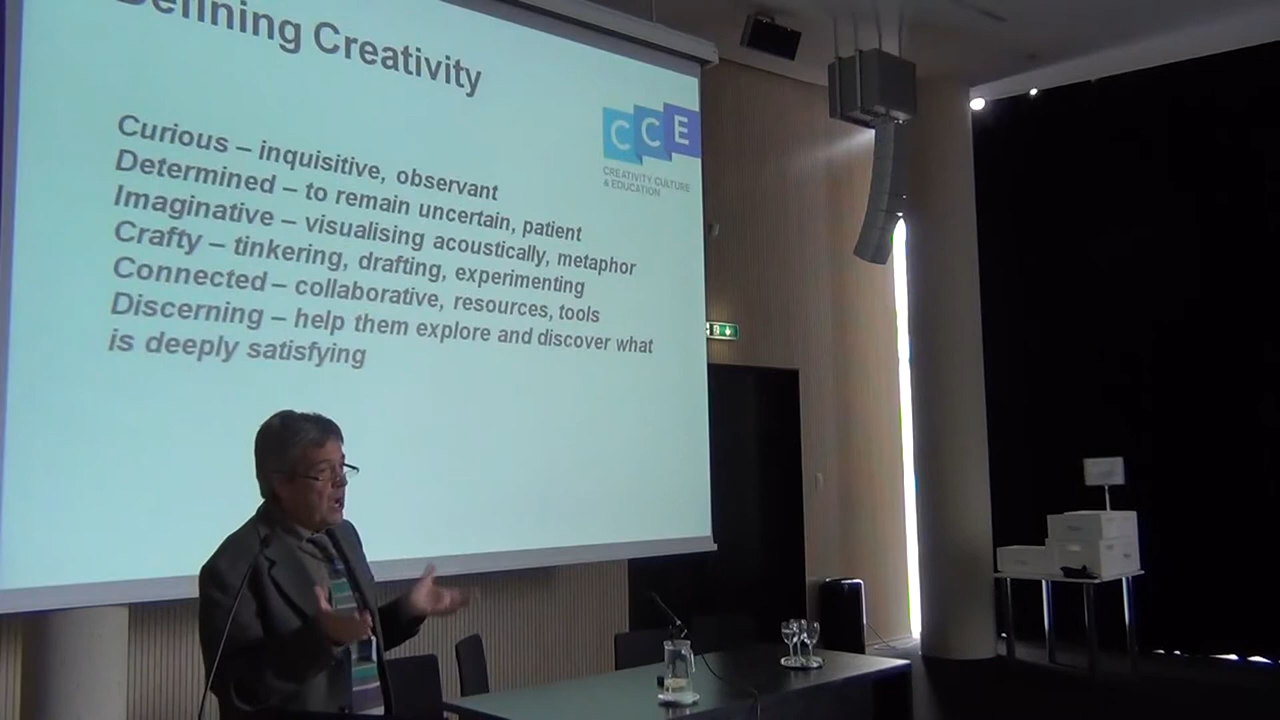 Defining Creativity
CCE
CREATIVITY CULTURE
& EDUCATION
Curious – inquisitive, observant
Determined – to remain uncertain, patient
Imaginative – visualising acoustically, metaphor
Crafty – tinkering, drafting, experimenting
Connected – collaborative, resources, tools
Discerning – help them explore and discover what
is deeply satisfying